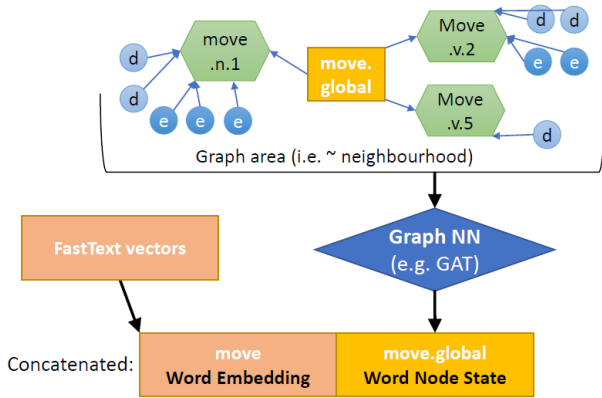 d
d
move
.n.1
e
e
e
move.
global
Move
.v.2
d
d
e
e
Move
.v.5
d
Graph area (i.e. ~ neighbourhood)
FastText vectors
Graph NN
(e.g. GAT)
Concatenated:
move
Word Embedding
move.global
Word Node State